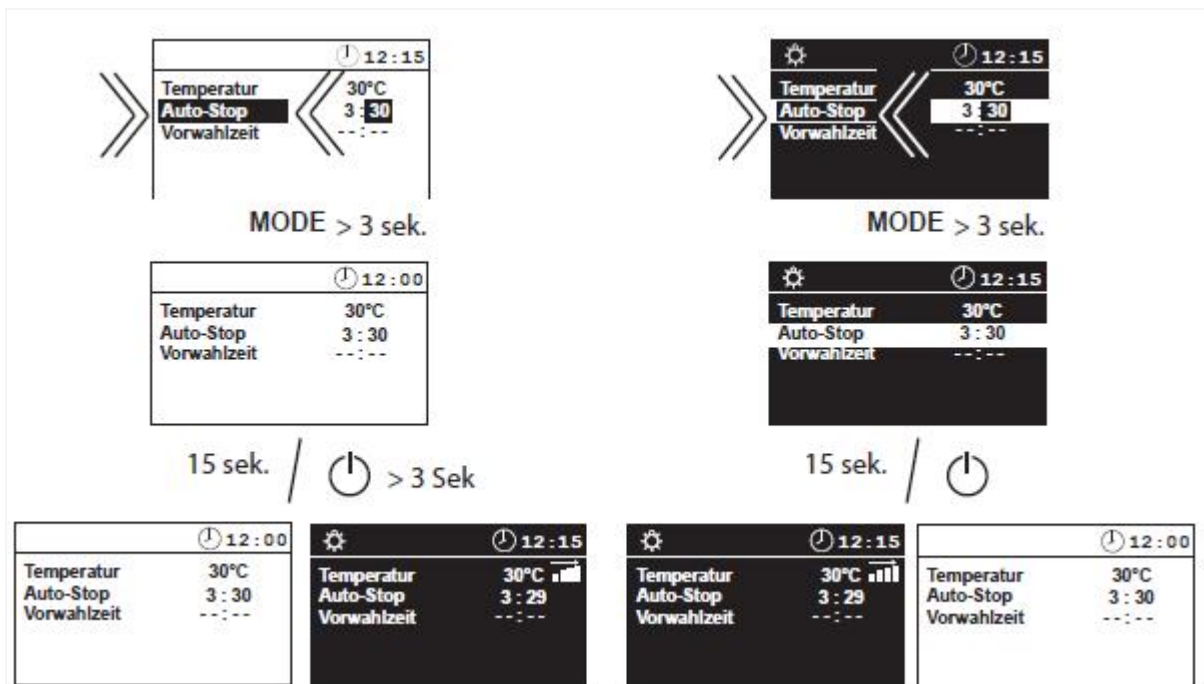 12:15
Temperatur 30°C
Auto-Stop 3 : 30
Vorwahlzeit --:--
MODE > 3 sek.
12:00
Temperatur 30°C
Auto-Stop 3 : 30
Vorwahlzeit --:--
15 sek. / > 3 Sek
12:00
Temperatur 30°C
Auto-Stop 3 : 30
Vorwahlzeit --:--
12:15
Temperatur 30°C
Auto-Stop 3 : 29
Vorwahlzeit --:--
12:15
Temperatur 30°C
Auto-Stop 3 : 30
Vorwahlzeit --:--
MODE > 3 sek.
12:15
Temperatur 30°C
Auto-Stop 3 : 30
Vorwahlzeit --:--
15 sek. /
12:15
Temperatur 30°C
Auto-Stop 3 : 29
Vorwahlzeit --:--
12:00
Temperatur 30°C
Auto-Stop 3 : 30
Vorwahlzeit --:--